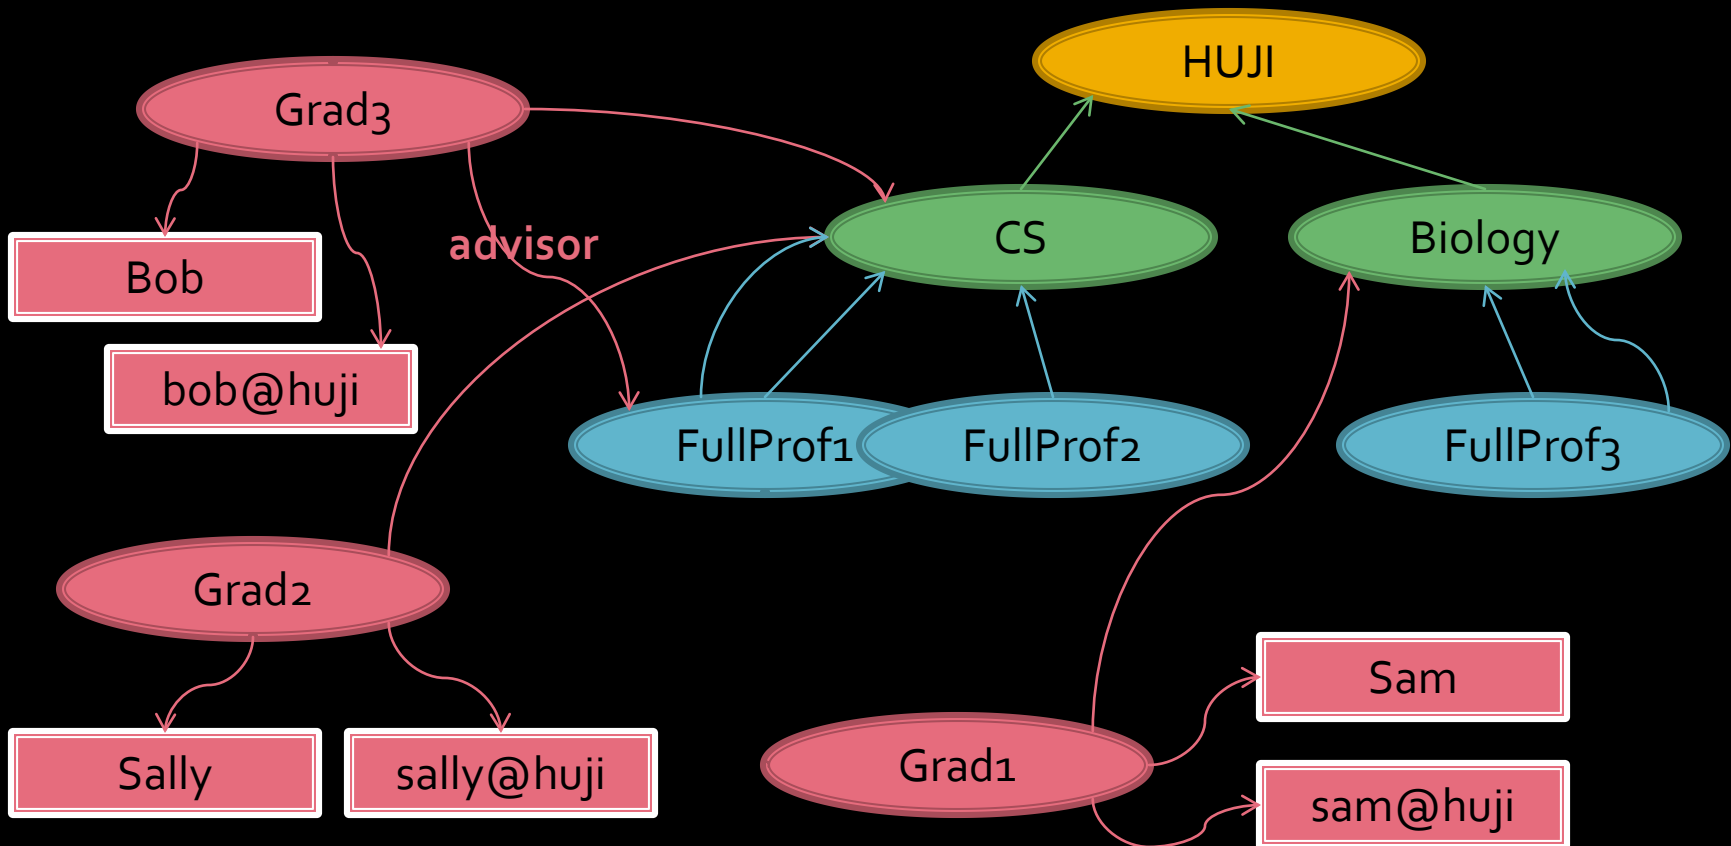 HUJI
Grad3
advisor
CS
Biology
Bob
bob@huji
FullProf1
FullProf2
FullProf3
Grad2
Sam
Sally
sally@huji
Grad1
sam@huji